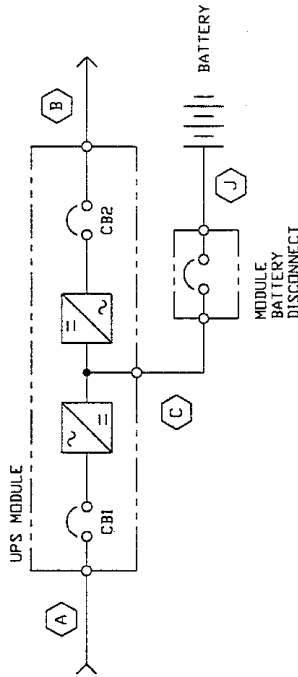 UPS MODULE
A
CB1
CB2
B
C
MODULE
BATTERY
DISCONNECT
J
BATTERY